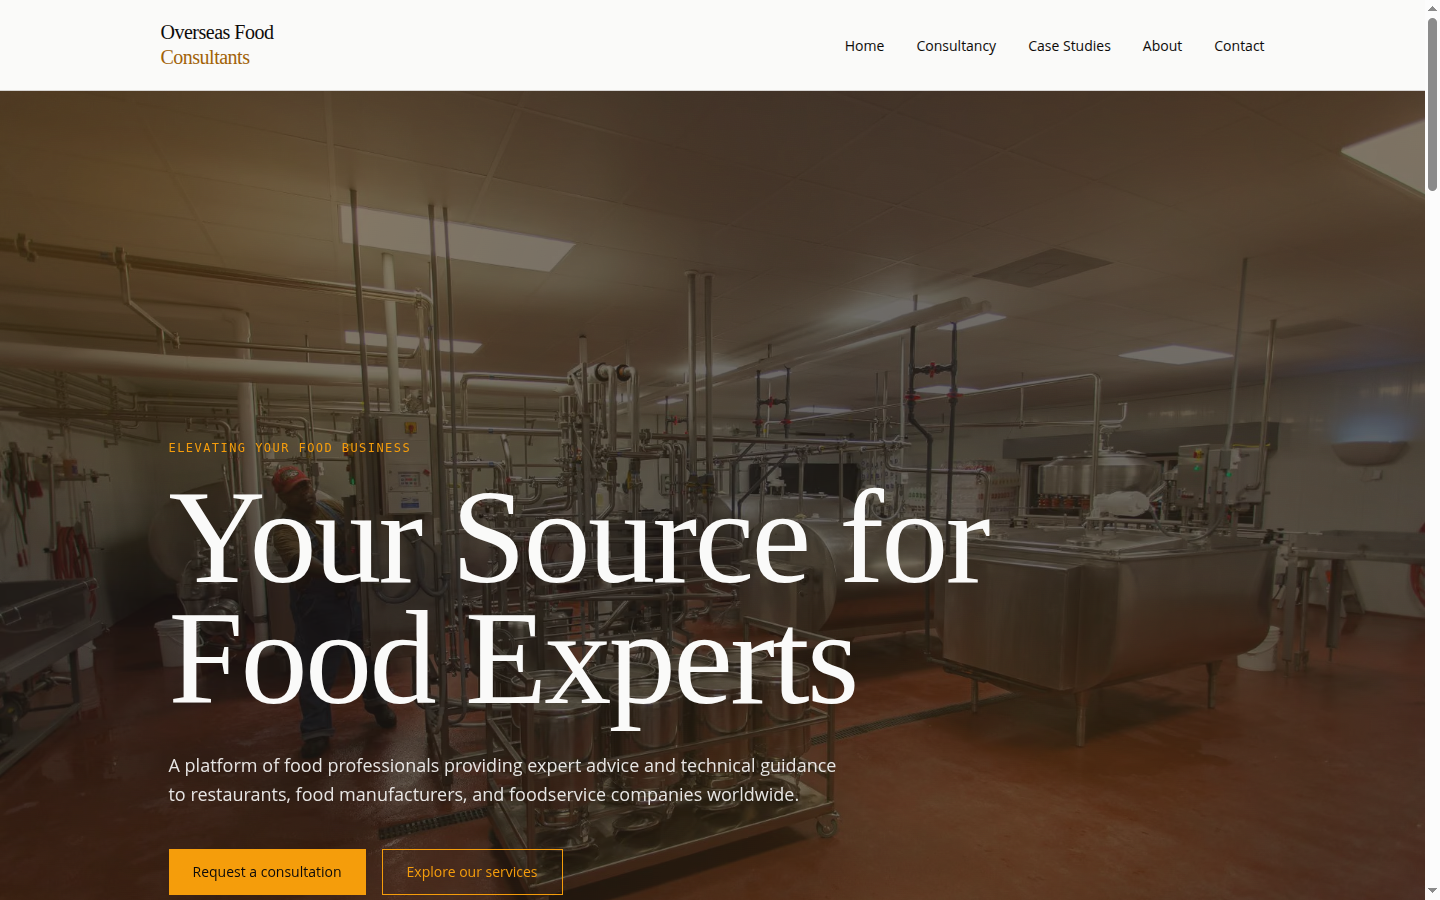 Overseas Food
Consultants
Home Consultancy Case Studies About Contact
ELEVATING YOUR FOOD BUSINESS
Your Source for
Food Experts
A platform of food professionals providing expert advice and technical guidance
to restaurants, food manufacturers, and foodservice companies worldwide.
Request a consultation Explore our services